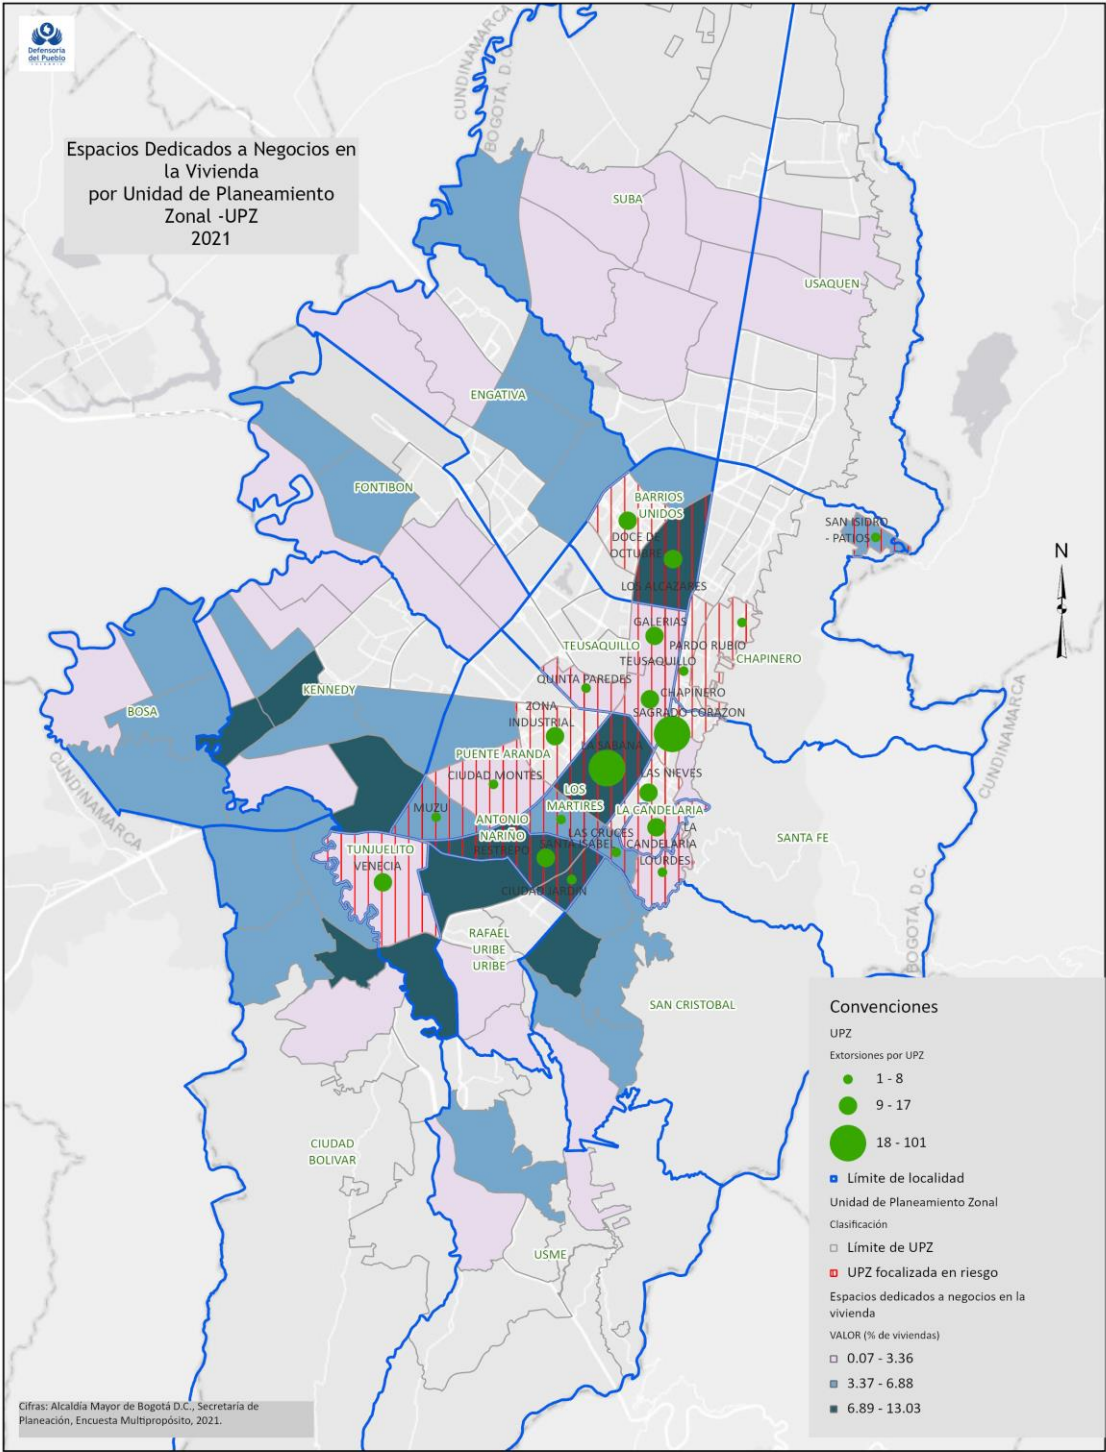 Defensoría
del Pueblo
COLOMBIA
Espacios Dedicados a Negocios en
la Vivienda
por Unidad de Planeamiento
Zonal -UPZ
2021
CUNDINAMARCA
BOGOTÁ, D.C.
SUBA
USAQUEN
ENGATIVA
FONTIBON
BARRIOS
UNIDOS
DOCE DE
OCTUBRE
LOS ALCAZARES
SAN ISIDRO
- PATIOS
N
GALERIAS
TEUSAQUILLO
PARDO RUBIO
TEUSAQUILLO
CHAPINERO
QUINTA PAREDES
CHAPINERO
KENNEDY
BOSA
ZONA
INDUSTRIAL
SAGRADO CORAZON
LA SABANA
PUENTE ARANDA
CIUDAD MONTES
LAS NIEVES
CUNDINAMARCA
CUNDINAMARCA
MUZU
LOS
MARTIRES
LA CANDELARIA
ANTONIO
NARIÑO
RESTREPO
LAS CRUCES
SANTA ISABEL
LA
CANDELARIA
LOURDES
SANTA FE
TUNJUELITO
VENECIA
CIUDAD JARDIN
RAFAEL
URIBE
URIBE
BOGOTÁ, D.C.
SAN CRISTOBAL
CIUDAD
BOLIVAR
USME
Convenciones
UPZ
Extorsiones por UPZ
1 - 8
9 - 17
18 - 101
Límite de localidad
Unidad de Planeamiento Zonal
Clasificación
Límite de UPZ
UPZ focalizada en riesgo
Espacios dedicados a negocios en la
vivienda
VALOR (% de viviendas)
0.07 - 3.36
3.37 - 6.88
6.89 - 13.03
Cifras: Alcaldía Mayor de Bogotá D.C., Secretaría de
Planeación, Encuesta Multipropósito, 2021.